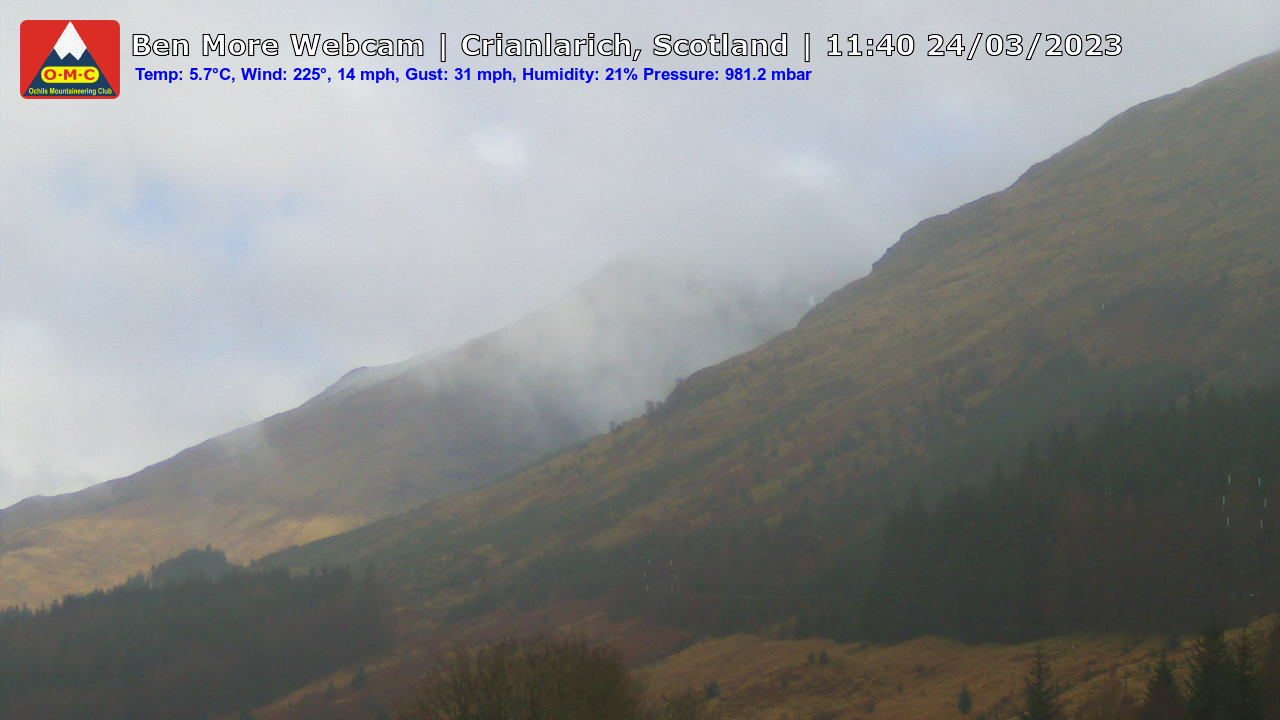 Ben More Webcam | Crianlarich, Scotland | 11:40 24/03/2023
Temp: 5.7°C, Wind: 225°, 14 mph, Gust: 31 mph, Humidity: 21% Pressure: 981.2 mbar
O·M·C
Ochils Mountaineering Club